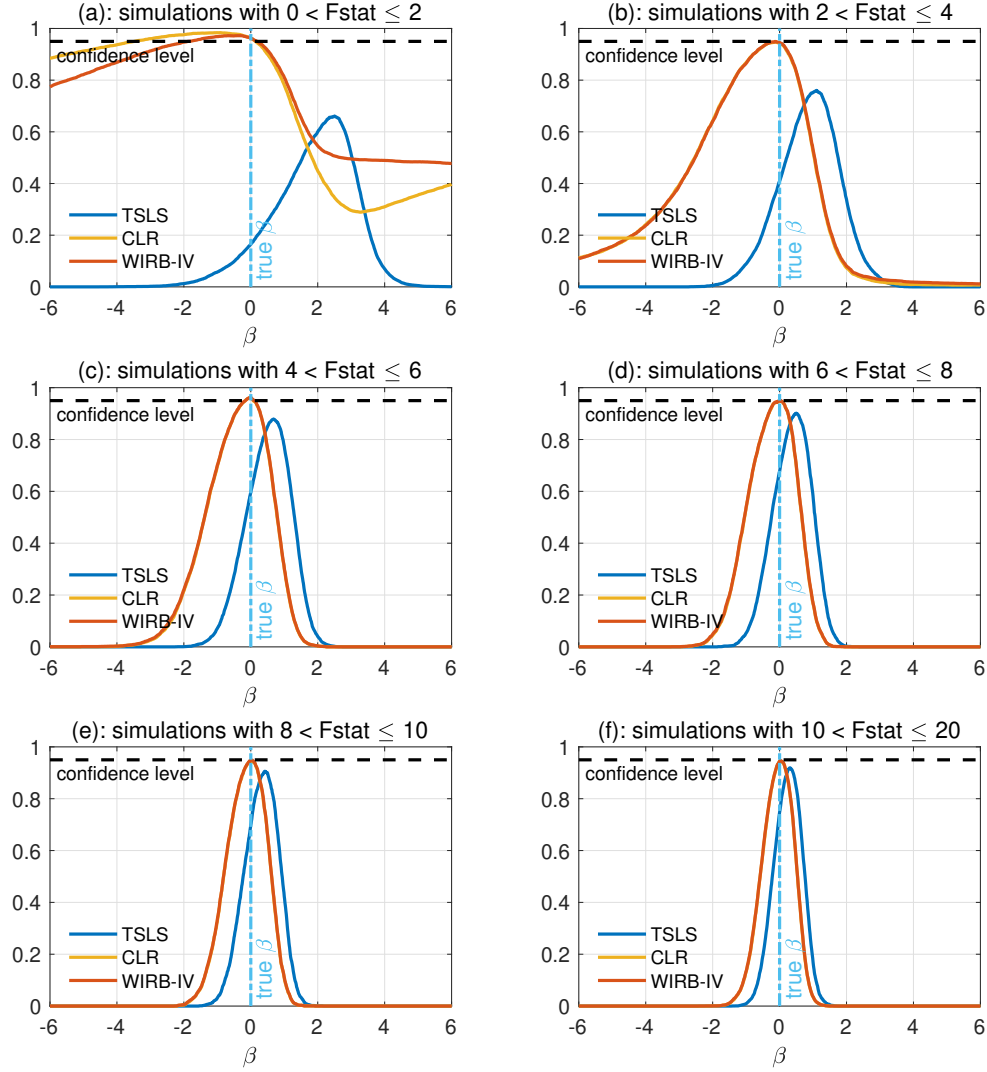 (a): simulations with 0 < Fstat ≤ 2
1
confidence level
0.8
0.6
0.4
TSLS
0.2
CLR
WIRB-IV
true β
0
-6 -4 -2 0 2 4 6
β
(b): simulations with 2 < Fstat ≤ 4
1
confidence level
0.8
0.6
0.4
TSLS
0.2
CLR
WIRB-IV
true β
0
-6 -4 -2 0 2 4 6
β
(c): simulations with 4 < Fstat ≤ 6
1
confidence level
0.8
0.6
0.4
TSLS
0.2
CLR
WIRB-IV
true β
0
-6 -4 -2 0 2 4 6
β
(d): simulations with 6 < Fstat ≤ 8
1
confidence level
0.8
0.6
0.4
TSLS
0.2
CLR
WIRB-IV
true β
0
-6 -4 -2 0 2 4 6
β
(e): simulations with 8 < Fstat ≤ 10
1
confidence level
0.8
0.6
0.4
TSLS
0.2
CLR
WIRB-IV
true β
0
-6 -4 -2 0 2 4 6
β
(f): simulations with 10 < Fstat ≤ 20
1
confidence level
0.8
0.6
0.4
TSLS
0.2
CLR
WIRB-IV
true β
0
-6 -4 -2 0 2 4 6
β